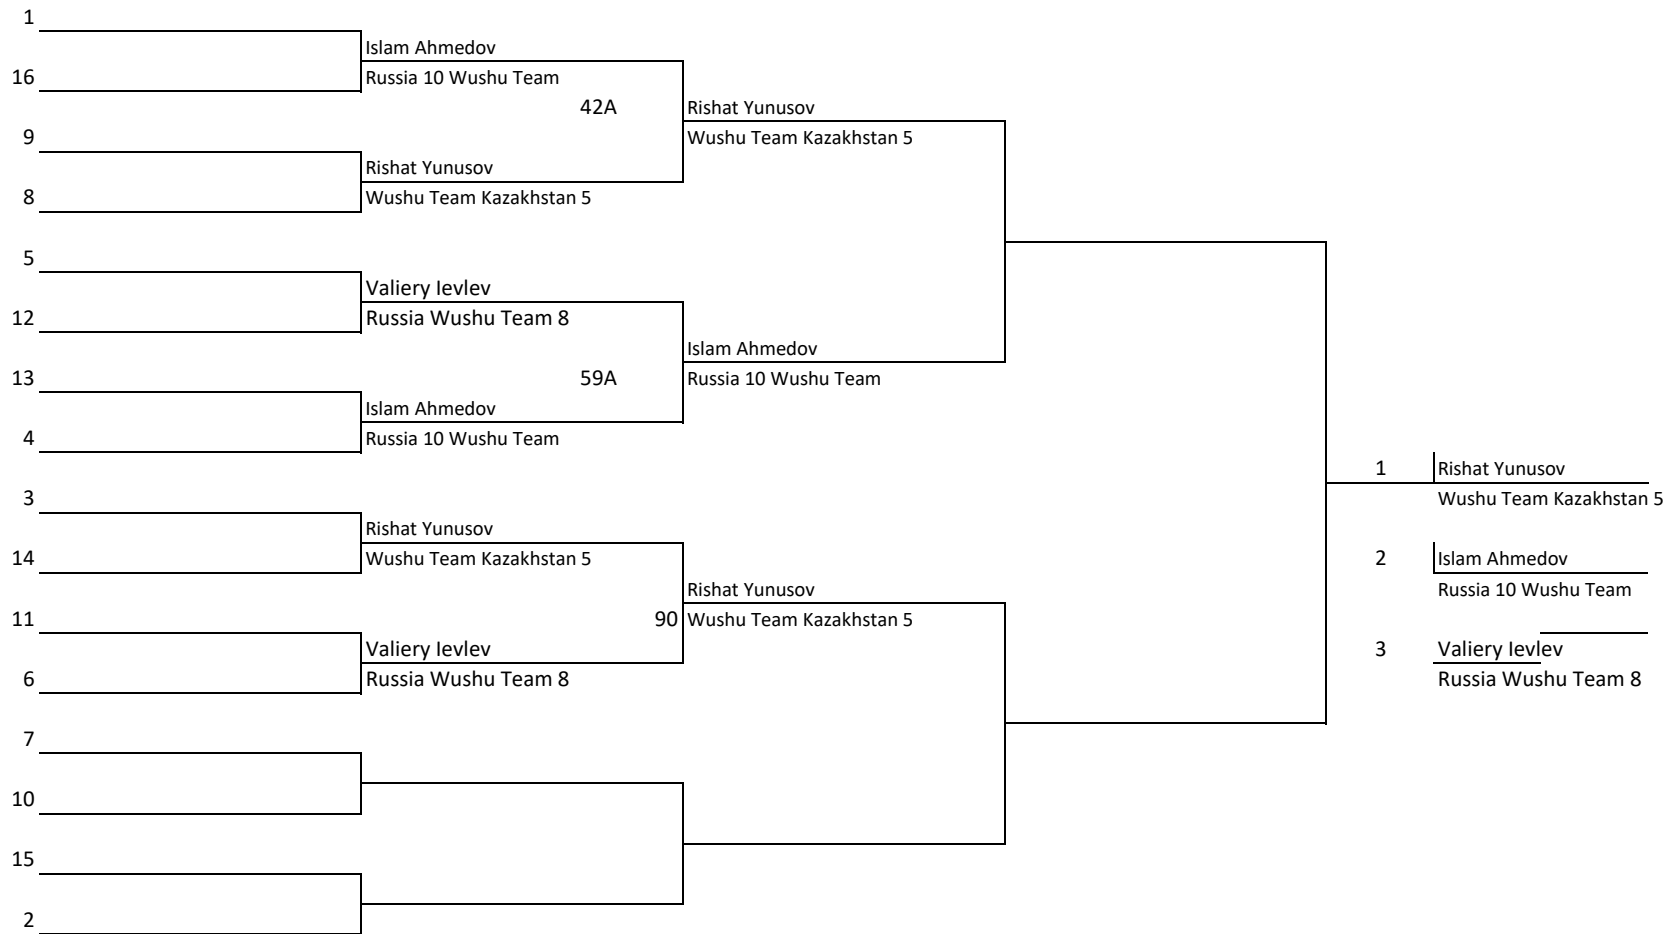 1
Islam Ahmedov
16
Russia 10 Wushu Team
42A
Rishat Yunusov
9
Wushu Team Kazakhstan 5
Rishat Yunusov
8
Wushu Team Kazakhstan 5
5
Valiery Ievlev
12
Russia Wushu Team 8
Islam Ahmedov
13
59A
Russia 10 Wushu Team
Islam Ahmedov
4
Russia 10 Wushu Team
1
Rishat Yunusov
Wushu Team Kazakhstan 5
3
Rishat Yunusov
14
Wushu Team Kazakhstan 5
2
Islam Ahmedov
Russia 10 Wushu Team
Rishat Yunusov
11
90
Wushu Team Kazakhstan 5
Valiery Ievlev
3
Valiery Ievlev
6
Russia Wushu Team 8
Russia Wushu Team 8
7
10
15
2